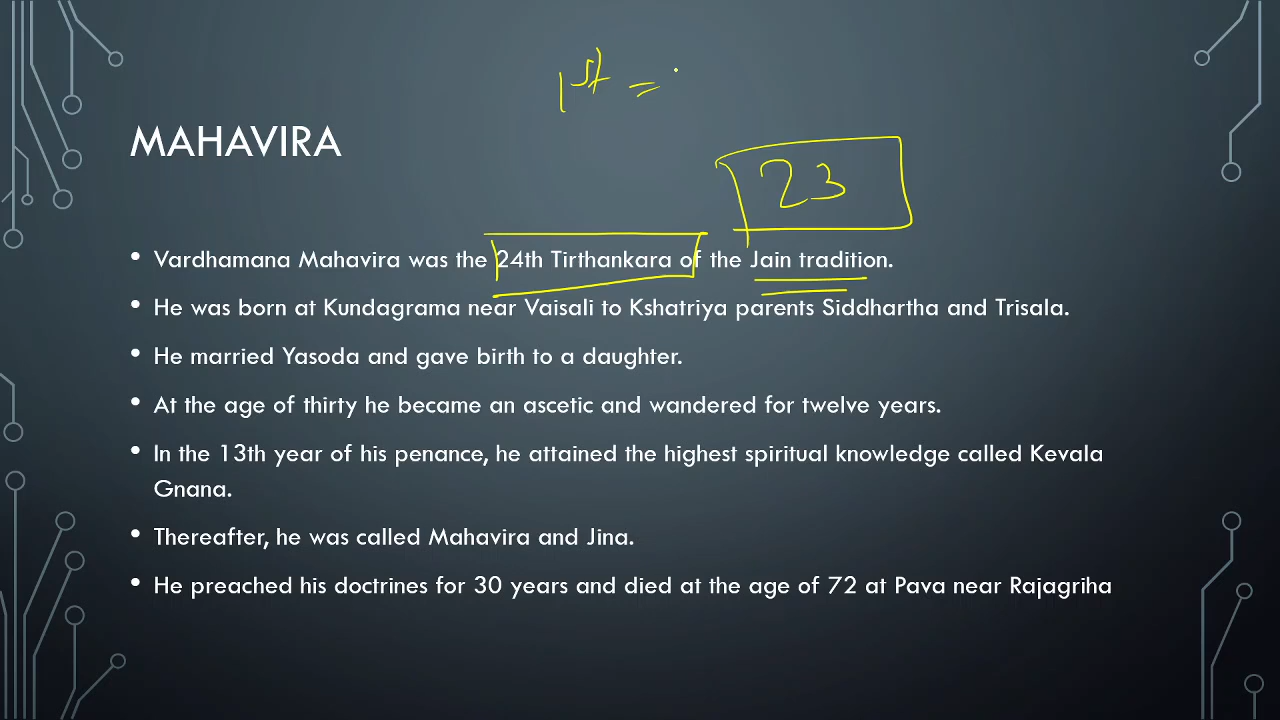 1st =
MAHAVIRA
23
• Vardhamana Mahavira was the 24th Tirthankara of the Jain tradition.
• He was born at Kundagrama near Vaisali to Kshatriya parents Siddhartha and Trisala.
• He married Yasoda and gave birth to a daughter.
• At the age of thirty he became an ascetic and wandered for twelve years.
• In the 13th year of his penance, he attained the highest spiritual knowledge called Kevala
Gnana.
• Thereafter, he was called Mahavira and Jina.
• He preached his doctrines for 30 years and died at the age of 72 at Pava near Rajagriha